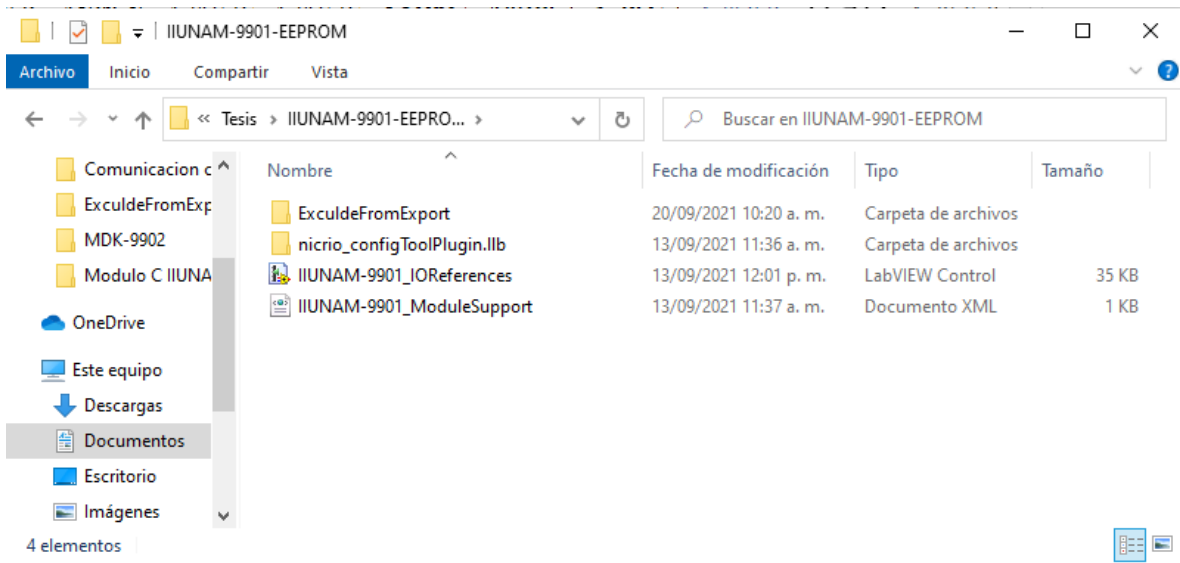 IIUNAM-9901-EEPROM
Archivo Inicio Compartir Vista
« Tesis > IIUNAM-9901-EEPRO... > Buscar en IIUNAM-9901-EEPROM
Comunicacion c
ExculdeFromExp
MDK-9902
Modulo C IIUNA
OneDrive
Este equipo
Descargas
Documentos
Escritorio
Imágenes
Nombre Fecha de modificación Tipo Tamaño
ExculdeFromExport 20/09/2021 10:20 a. m. Carpeta de archivos
nicrio_configToolPlugin.llb 13/09/2021 11:36 a. m. Carpeta de archivos
IIUNAM-9901_IOReferences 13/09/2021 12:01 p. m. LabVIEW Control 35 KB
IIUNAM-9901_ModuleSupport 13/09/2021 11:37 a. m. Documento XML 1 KB
4 elementos